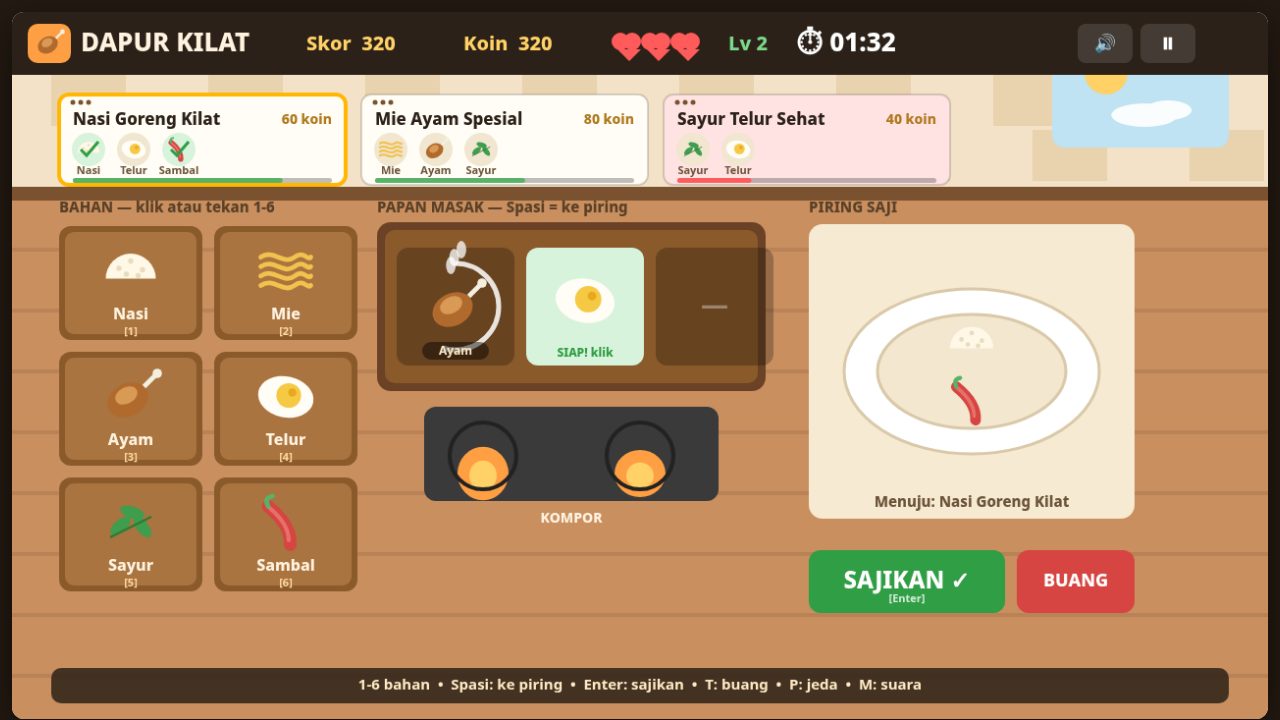 DAPUR KILAT
Skor 320
Koin 320
Lv 2
01:32
Nasi Goreng Kilat
60 koin
Nasi
Telur
Sambal
Mie Ayam Spesial
80 koin
Mie
Ayam
Sayur
Sayur Telur Sehat
40 koin
Sayur
Telur
BAHAN — klik atau tekan 1-6
PAPAN MASAK — Spasi = ke piring
PIRING SAJI
Nasi
[1]
Mie
[2]
Ayam
[3]
Telur
[4]
Sayur
[5]
Sambal
[6]
Ayam
SIAP! klik
—
KOMPOR
Menuju: Nasi Goreng Kilat
SAJIKAN ✓
[Enter]
BUANG
1-6 bahan • Spasi: ke piring • Enter: sajikan • T: buang • P: jeda • M: suara